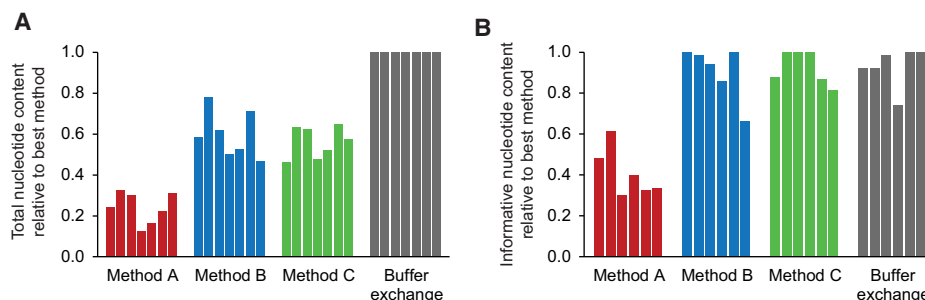 A
Total nucleotide content
relative to best method
1.0
0.8
0.6
0.4
0.2
0.0
Method A
Method B
Method C
Buffer
exchange
B
Informative nucleotide content
relative to best method
1.0
0.8
0.6
0.4
0.2
0.0
Method A
Method B
Method C
Buffer
exchange